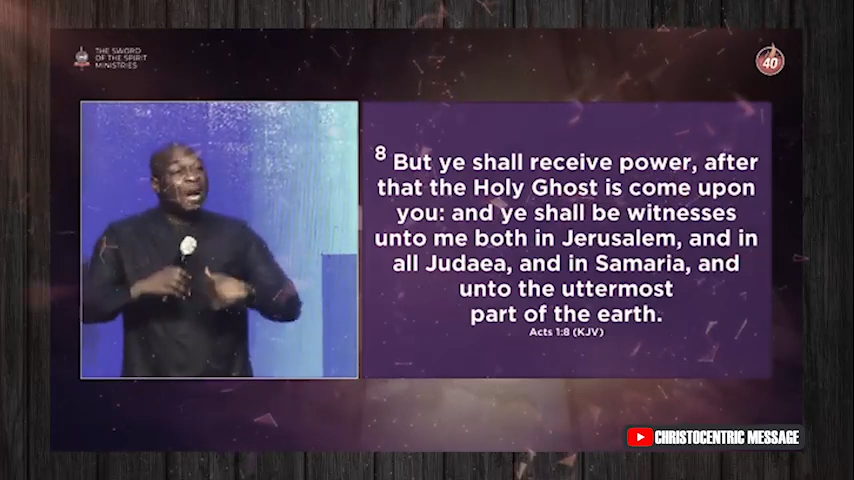 THE SWORD
OF THE SPIRIT
MINISTRIES
40
8 But ye shall receive power, after
that the Holy Ghost is come upon
you: and ye shall be witnesses
unto me both in Jerusalem, and in
all Judaea, and in Samaria, and
unto the uttermost
part of the earth.
Acts 1:8 (KJV)
CHRISTOCENTRIC MESSAGE